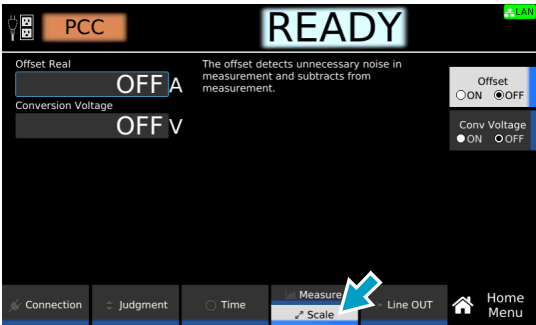 PCC
READY
LAN
Offset Real
OFF A
Conversion Voltage
OFF V
The offset detects unnecessary noise in
measurement and subtracts from
measurement.
Offset
ON OFF
Conv Voltage
ON OFF
Connection
Judgment
Time
Measure
Scale
Line OUT
Home
Menu